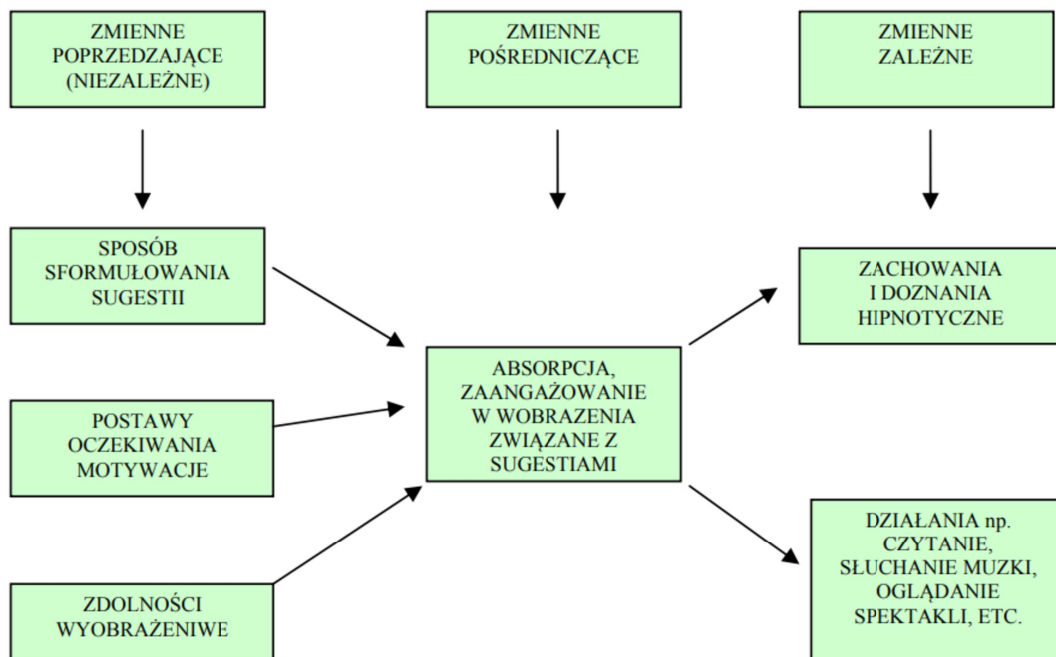 ZMIENNE
POPRZEDZAJĄCE
(NIEZALEŻNE)
ZMIENNE
POŚREDNICZĄCE
ZMIENNE
ZALEŻNE
SPOSÓB
SFORMUŁOWANIA
SUGESTII
POSTAWY
OCZEKIWANIA
MOTYWACJE
ZDOLNOŚCI
WYOBRAŻENIWE
ABSORPCJA,
ZAANGAŻOWANIE
W WOBRAZENIA
ZWIĄZANE Z
SUGESTIAMI
ZACHOWANIA
I DOZNANIA
HIPNOTYCZNE
DZIAŁANIA np.
CZYTANIE,
SŁUCHANIE MUZKI,
OGLĄDANIE
SPEKTAKLI, ETC.